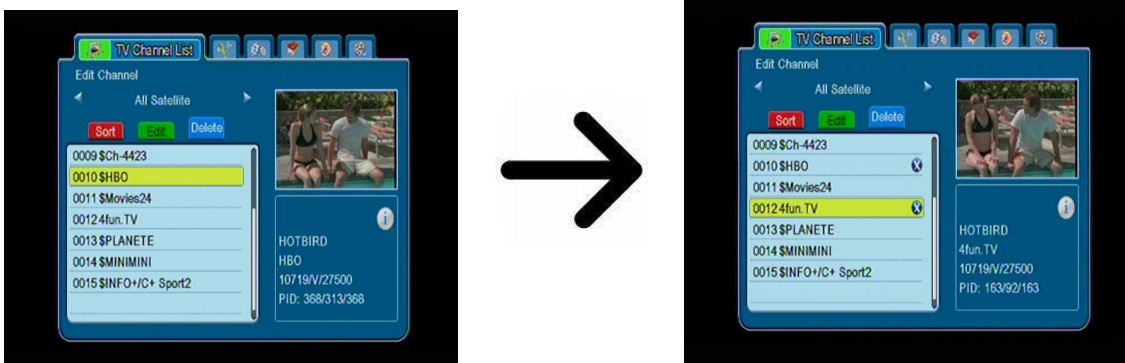 TV Channel List
Edit Channel
All Satellite
Sort Edit Delete
0009 $Ch-4423
0010 $HBO
0011 $Movies24
0012 4fun.TV
0013 $PLANETE
0014 $MINIMINI
0015 $INFO+/C+ Sport2
i
HOTBIRD
HBO
10719/V/27500
PID: 368/313/368
TV Channel List
Edit Channel
All Satellite
Sort Edit Delete
0009 $Ch-4423
0010 $HBO X
0011 $Movies24
0012 4fun.TV X
0013 $PLANETE
0014 $MINIMINI
0015 $INFO+/C+ Sport2
i
HOTBIRD
4fun.TV
10719/V/27500
PID: 163/92/163